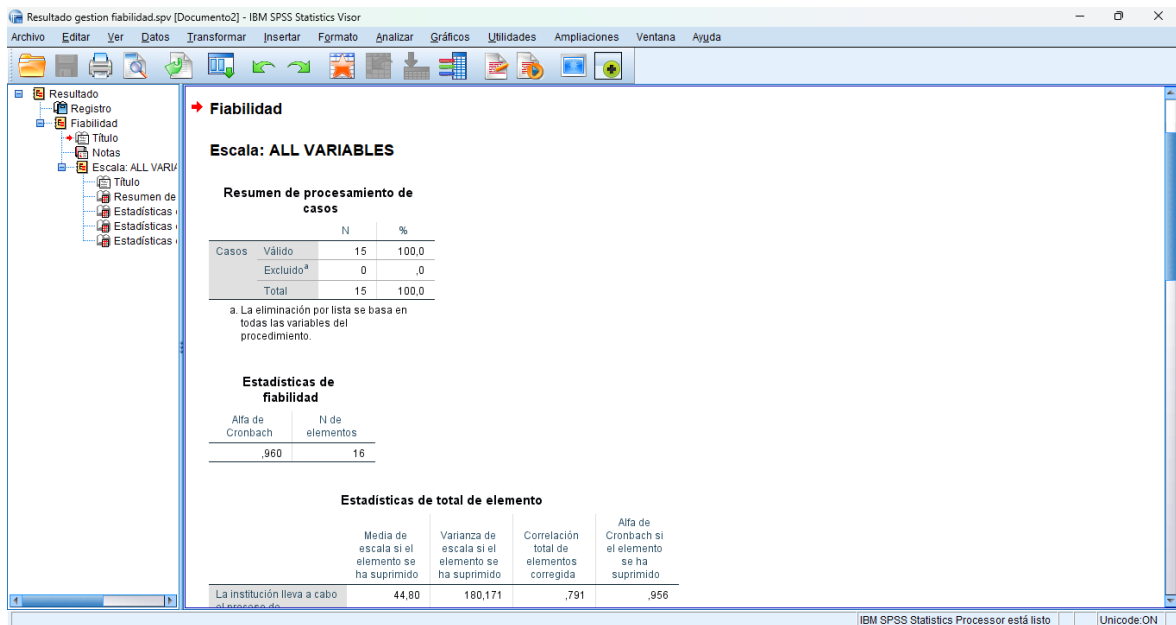 Resultado gestion fiabilidad.spv [Documento2] - IBM SPSS Statistics Visor
Archivo Editar Ver Datos Transformar Insertar Formato Analizar Gráficos Utilidades Ampliaciones Ventana Ayuda
Resultado
Registro
Fiabilidad
Título
Notas
Escala: ALL VARIA
Título
Resumen de
Estadísticas
Estadísticas
Estadísticas
Fiabilidad
Escala: ALL VARIABLES
Resumen de procesamiento de
casos
N %
Casos Válido 15 100,0
Excluidoa 0 ,0
Total 15 100,0
a. La eliminación por lista se basa en
todas las variables del
procedimiento.
Estadísticas de
fiabilidad
Alfa de
Cronbach
N de
elementos
,960 16
Estadísticas de total de elemento
Media de
escala si el
elemento se
ha suprimido
Varianza de
escala si el
elemento se
ha suprimido
Correlación
total de
elementos
corregida
Alfa de
Cronbach si
el elemento
se ha
suprimido
La institución lleva a cabo 44,80 180,171 ,791 ,956
el proceso de
IBM SPSS Statistics Processor está listo Unicode:ON